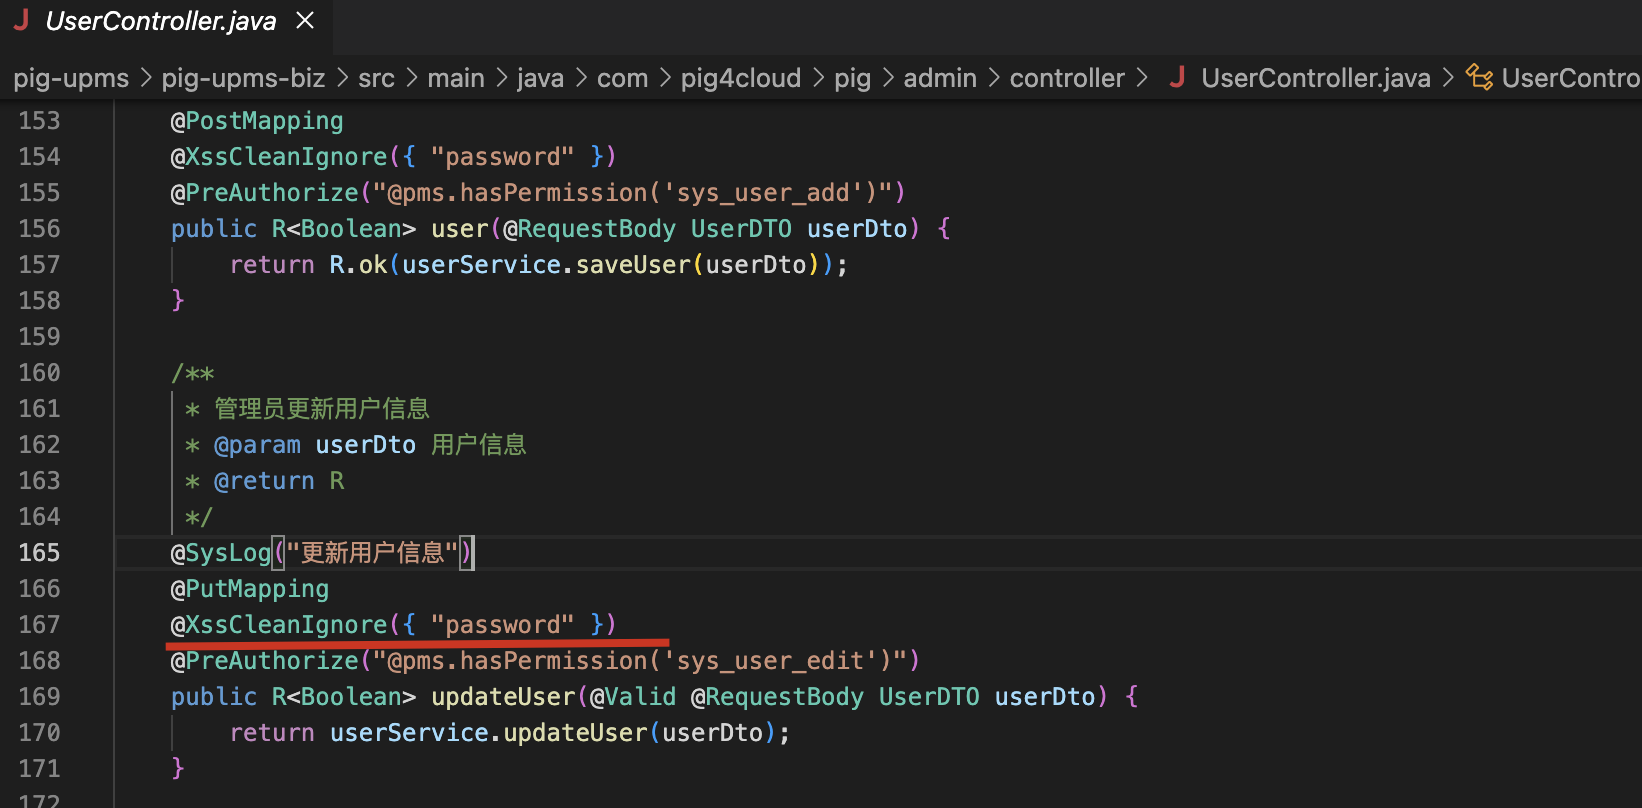 UserController.java
pig-upms > pig-upms-biz > src > main > java > com > pig4cloud > pig > admin > controller > UserController.java > UserContro
153 @PostMapping
154 @XssCleanIgnore({ "password" })
155 @PreAuthorize("@pms.hasPermission('sys_user_add')")
156 public R<Boolean> user(@RequestBody UserDTO userDto) {
157 return R.ok(userService.saveUser(userDto));
158 }
159
160 /**
161 * 管理员更新用户信息
162 * @param userDto 用户信息
163 * @return R
164 */
165 @SysLog("更新用户信息")
166 @PutMapping
167 @XssCleanIgnore({ "password" })
168 @PreAuthorize("@pms.hasPermission('sys_user_edit')")
169 public R<Boolean> updateUser(@Valid @RequestBody UserDTO userDto) {
170 return userService.updateUser(userDto);
171 }
172